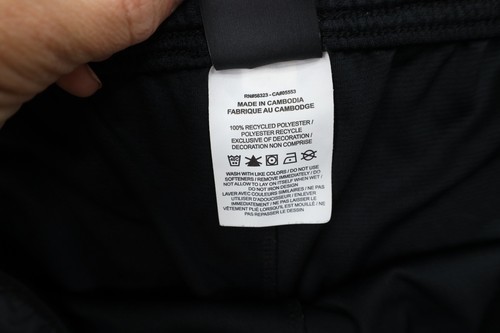 RN#56323 - CA#05553
MADE IN CAMBODIA
FABRIQUE AU CAMBODGE
100% RECYCLED POLYESTER /
POLYESTER RECYCLE
EXCLUSIVE OF DECORATION /
DECORATION NON COMPRISE
WASH WITH LIKE COLORS / DO NOT USE
SOFTENERS / REMOVE IMMEDIATELY / DO
NOT ALLOW TO LAY ON ITSELF WHEN WET /
DO NOT IRON DESIGN
LAVER AVEC COULEURS SIMILAIRES / NE PAS
UTILISER D'ADOUCISSEUR / ENLEVER
IMMÉDIATEMENT / NE PAS LAISSER LE
VÊTEMENT PLIÉ LORSQU'IL EST MOUILLÉ / NE
PAS REPASSER LE DESSIN